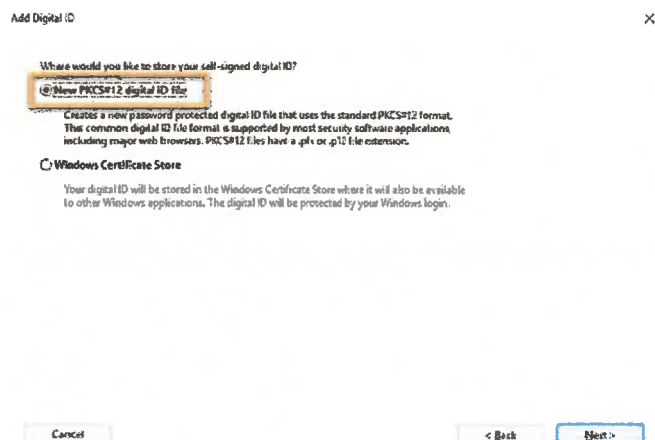 Add Digital ID
Where would you like to store your self-signed digital ID?
New PKCS#12 digital ID file
Creates a new password protected digital ID file that uses the standard PKCS#12 format.
This common digital ID file format is supported by most security software applications,
including major web browsers. PKCS#12 files have a .pfx or .p12 file extension.
Windows Certificate Store
Your digital ID will be stored in the Windows Certificate Store where it will also be available
to other Windows applications. The digital ID will be protected by your Windows login.
Cancel
< Back
Next >